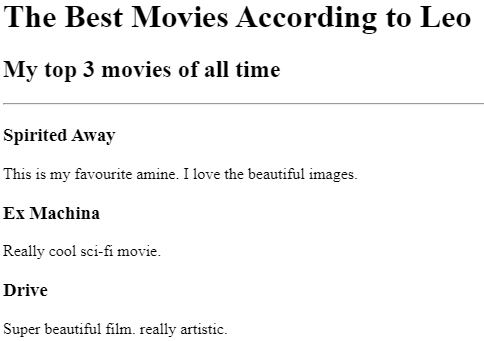 The Best Movies According to Leo
My top 3 movies of all time
Spirited Away
This is my favourite amine. I love the beautiful images.
Ex Machina
Really cool sci-fi movie.
Drive
Super beautiful film. really artistic.